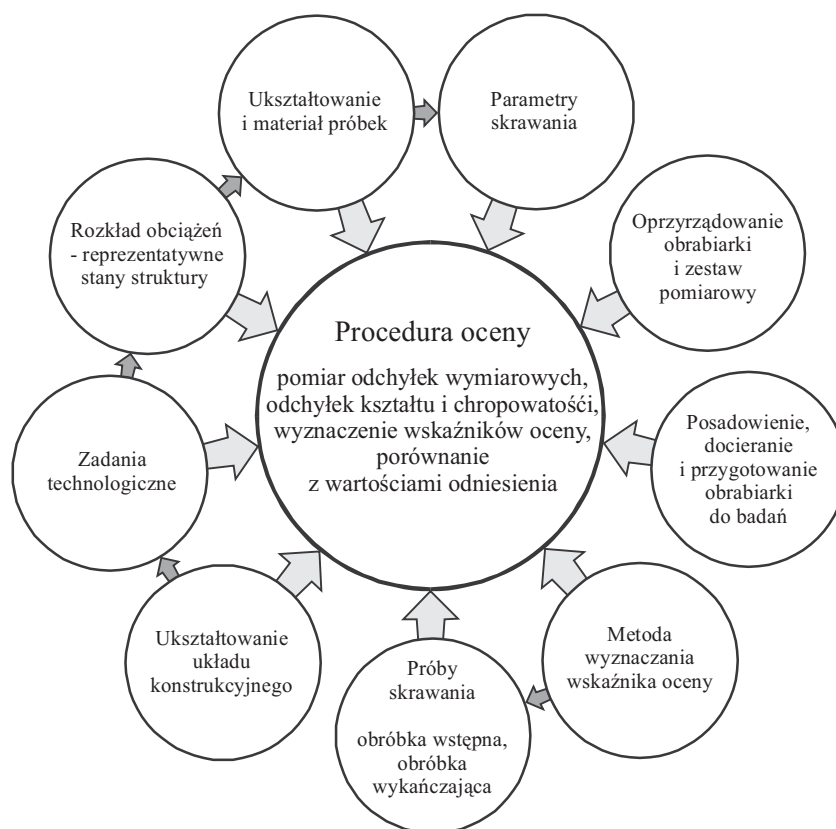 Ukształtowanie
i materiał próbek
Parametry
skrawania
Rozkład obciążeń
- reprezentatywne
stany struktury
Oprzyrządowanie
obrabiarki
i zestaw
pomiarowy
Procedura oceny
pomiar odchyłek wymiarowych,
odchyłek kształtu i chropowatośći,
wyznaczenie wskaźników oceny,
porównanie
z wartościami odniesienia
Zadania
technologiczne
Posadowienie,
docieranie
i przygotowanie
obrabiarki
do badań
Ukształtowanie
układu
konstrukcyjnego
Próby
skrawania
obróbka wstępna,
obróbka
wykańczająca
Metoda
wyznaczania
wskaźnika oceny